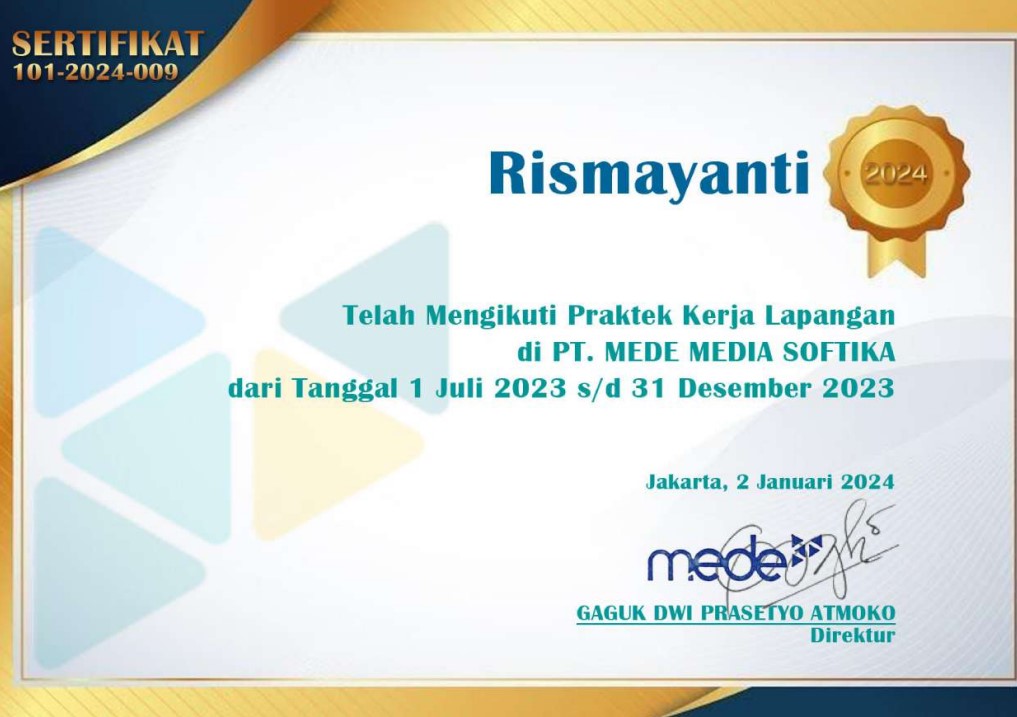 SERTIFIKAT
101-2024-009
Rismayanti
2024
Telah Mengikuti Praktek Kerja Lapangan
di PT. MEDE MEDIA SOFTIKA
dari Tanggal 1 Juli 2023 s/d 31 Desember 2023
Jakarta, 2 Januari 2024
mede
GAGUK DWI PRASETYO ATMOKO
Direktur